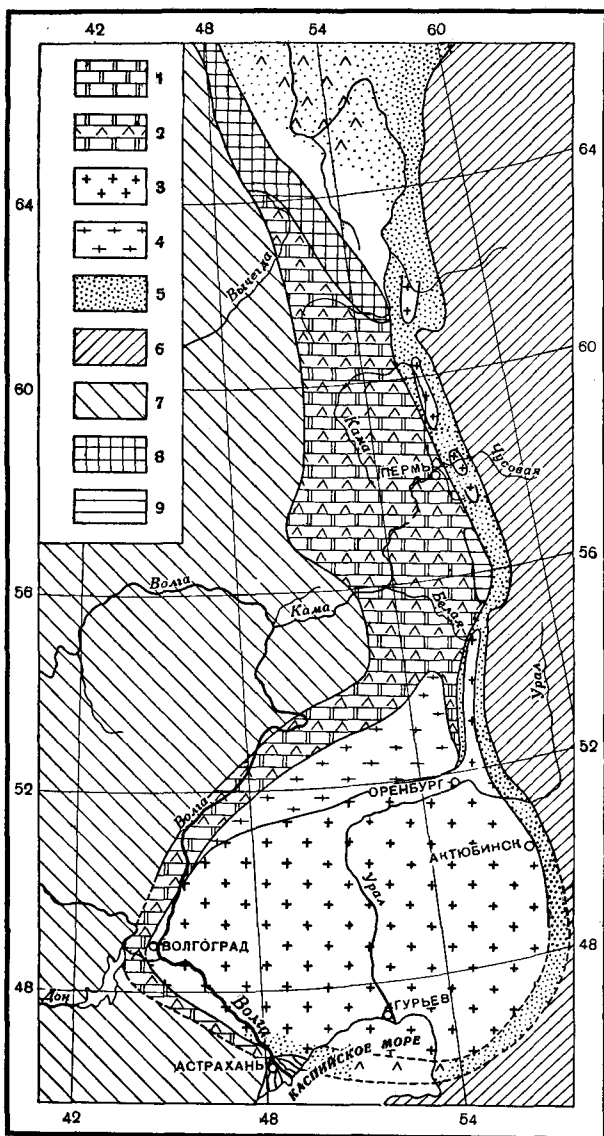 42 48 54 60
1
2
3
4
5
6
7
8
9
64
60
56
52
48
48
64
60
56
52
48
Вычегда
Кама
ПЕРМЬ
Чусовая
Волга
Кама
Белая
Урал
Волга
ОРЕНБУРГ
АКТЮБИНСК
Урал
ВОЛГОГРАД
Дон
Волга
ГУРЬЕВ
АСТРАХАНЬ
КАСПИЙСКОЕ МОРЕ
42 48 54